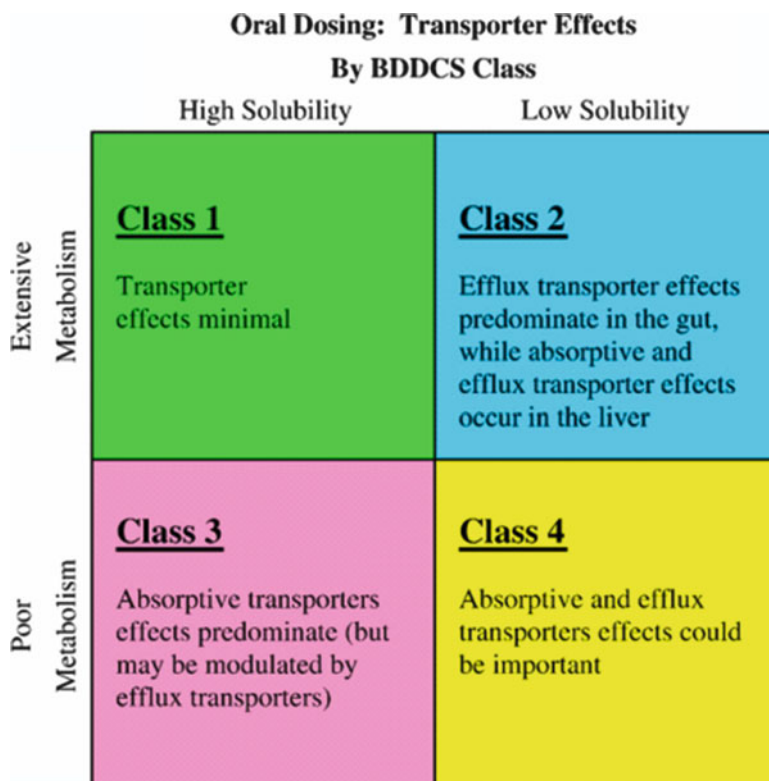 Oral Dosing: Transporter Effects
By BDDCS Class
High Solubility
Low Solubility
Extensive
Metabolism
Class 1
Transporter
effects minimal
Class 2
Efflux transporter effects
predominate in the gut,
while absorptive and
efflux transporter effects
occur in the liver
Poor
Metabolism
Class 3
Absorptive transporters
effects predominate (but
may be modulated by
efflux transporters)
Class 4
Absorptive and efflux
transporters effects could
be important